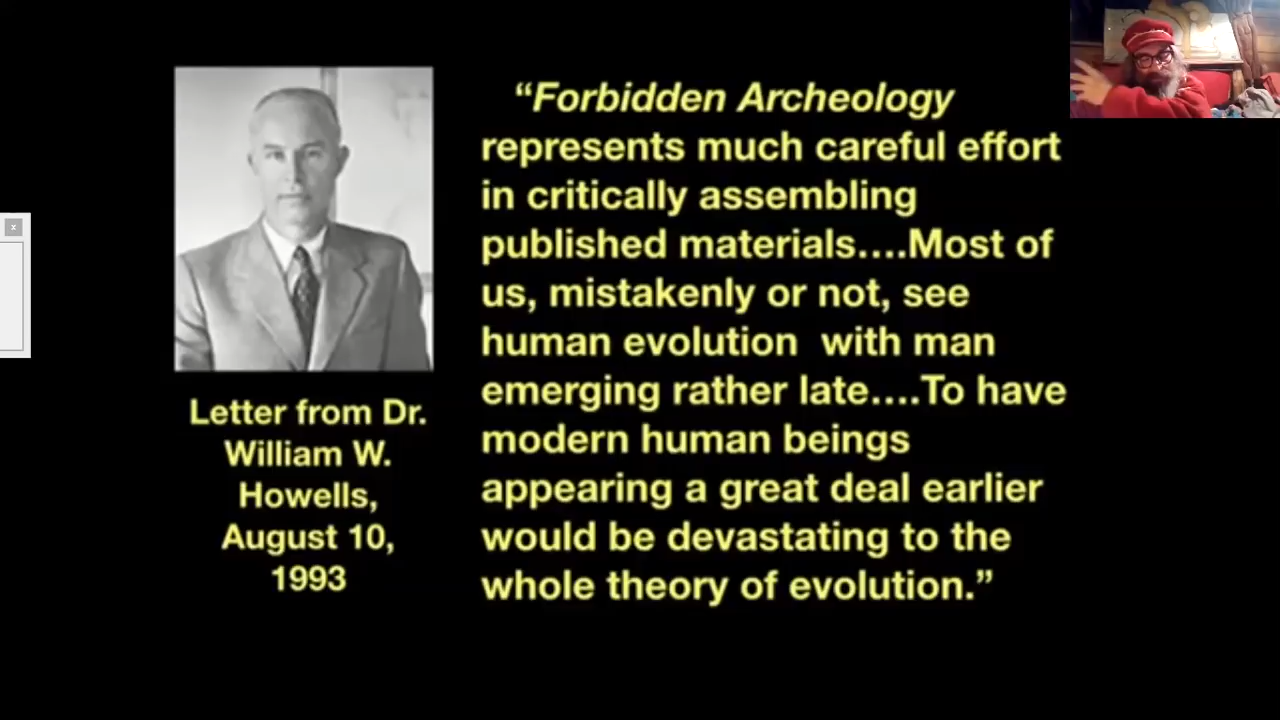 Letter from Dr.
William W.
Howells,
August 10,
1993
“Forbidden Archeology
represents much careful effort
in critically assembling
published materials....Most of
us, mistakenly or not, see
human evolution  with man
emerging rather late....To have
modern human beings
appearing a great deal earlier
would be devastating to the
whole theory of evolution.”
x